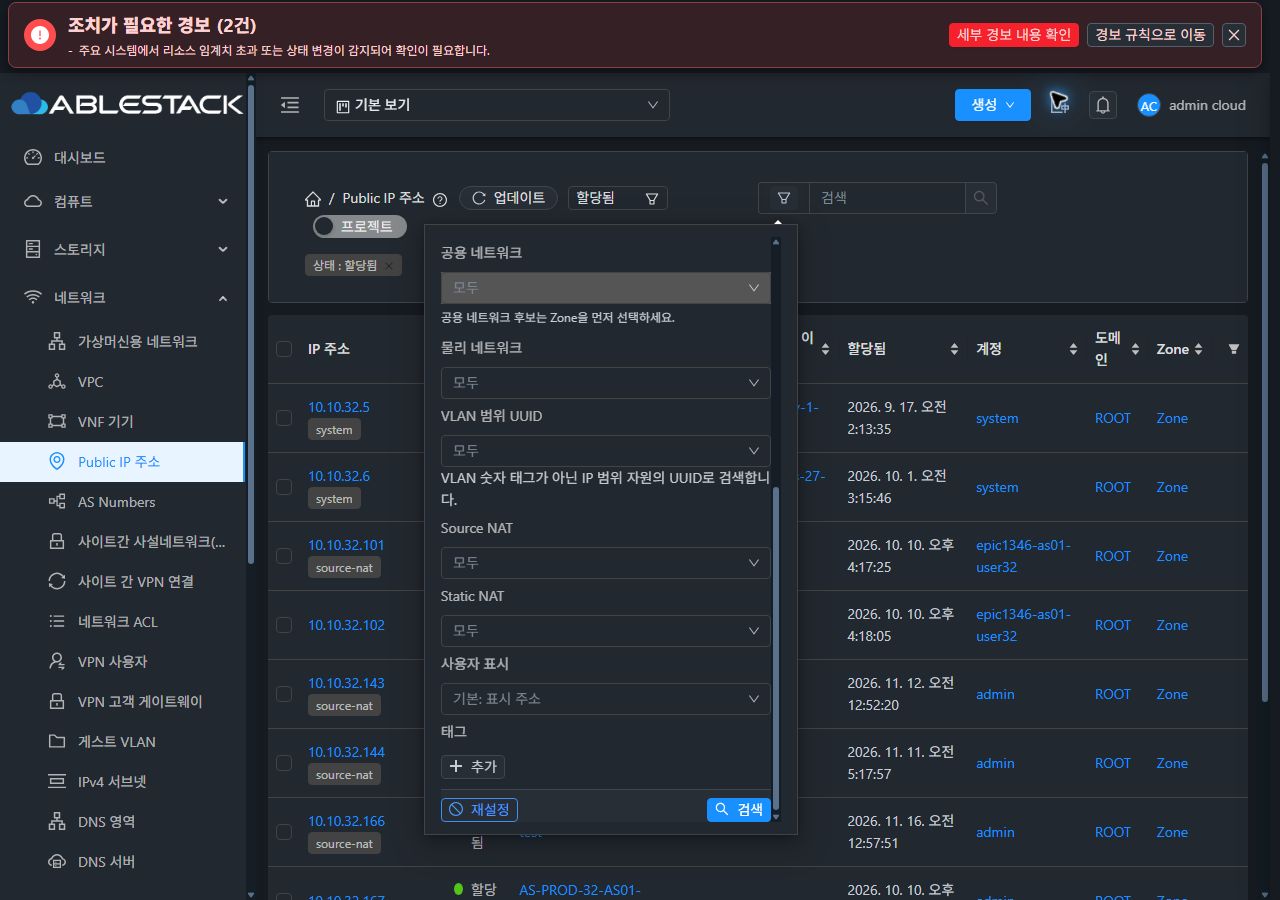 조치가 필요한 경보 (2건)
- 주요 시스템에서 리소스 임계치 초과 또는 상태 변경이 감지되어 확인이 필요합니다.
세부 경보 내용 확인
경보 규칙으로 이동
ABLESTACK
기본 보기
생성
AC
admin cloud
대시보드
컴퓨트
스토리지
네트워크
가상머신용 네트워크
VPC
VNF 기기
Public IP 주소
AS Numbers
사이트간 사설네트워크(...
사이트 간 VPN 연결
네트워크 ACL
VPN 사용자
VPN 고객 게이트웨이
게스트 VLAN
IPv4 서브넷
DNS 영역
DNS 서버
/ Public IP 주소
업데이트
할당됨
검색
프로젝트
상태 : 할당됨
공용 네트워크
모두
공용 네트워크 후보는 Zone을 먼저 선택하세요.
물리 네트워크
모두
VLAN 범위 UUID
모두
VLAN 숫자 태그가 아닌 IP 범위 자원의 UUID로 검색합니
다.
Source NAT
모두
Static NAT
모두
사용자 표시
기본: 표시 주소
태그
추가
재설정
검색
IP 주소
이
할당됨
계정
도메
인
Zone
10.10.32.5
system
-1-
2026. 9. 17. 오전
2:13:35
system
ROOT
Zone
10.10.32.6
system
-27-
2026. 10. 1. 오전
3:15:46
system
ROOT
Zone
10.10.32.101
source-nat
2026. 10. 10. 오후
4:17:25
epic1346-as01-
user32
ROOT
Zone
10.10.32.102
2026. 10. 10. 오후
4:18:05
epic1346-as01-
user32
ROOT
Zone
10.10.32.143
source-nat
2026. 11. 12. 오전
12:52:20
admin
ROOT
Zone
10.10.32.144
source-nat
2026. 11. 11. 오전
5:17:57
admin
ROOT
Zone
10.10.32.166
source-nat
됨
test
2026. 11. 16. 오전
12:57:51
admin
ROOT
Zone
10.10.32.167
할당
AS-PROD-32-AS01-
2026. 10. 10. 오후
admin
ROOT
Zone